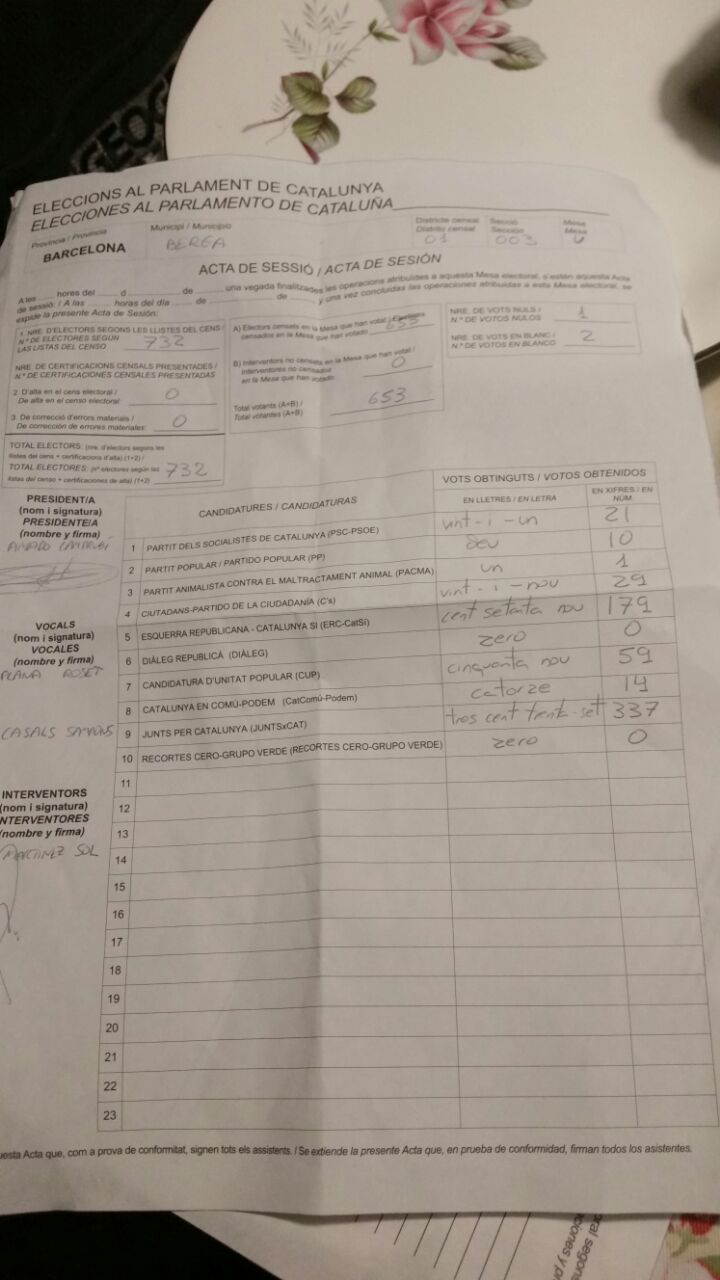 ELECCIONS AL PARLAMENT DE CATALUNYA
ELECCIONES AL PARLAMENTO DE CATALUÑA
Província / Provincia
BARCELONA
Municipi / Municipio
BERGA
Districte censal
Distrito censal
01
Secció
Sección
003
Mesa
Mesa
ACTA DE SESSIÓ / ACTA DE SESIÓN
A les hores del d de una vegada finalitzades les operacions atribuïdes a aquesta Mesa electoral, s'estén aquesta Acta
de sessió. / A las horas del día de de y una vez concluidas las operaciones atribuidas a esta Mesa electoral, se
expide la presente Acta de Sesión:
1. NRE. D'ELECTORS SEGONS LES LLISTES DEL CENS /
N.º DE ELECTORES SEGÚN
LAS LISTAS DEL CENSO 732
NRE. DE CERTIFICACIONS CENSALS PRESENTADES /
N.º DE CERTIFICACIONES CENSALES PRESENTADAS
2. D'alta en el cens electoral /
De alta en el censo electoral: 0
3. De correcció d'errors materials /
De corrección de errores materiales: 0
TOTAL ELECTORS: (nre. d'electors segons les
llistes del cens + certificacions d'alta) (1+2) /
TOTAL ELECTORES: (nº electores según las
listas del censo + certificaciones de alta) (1+2) 732
A) Electors censats en la Mesa que han votat / Electores
censados en la Mesa que han votado 653
B) Interventors no censats en la Mesa que han votat /
Interventores no censados
en la Mesa que han votado 0
Total votants (A+B) /
Total votantes (A+B) 653
NRE. DE VOTS NULS /
N.º DE VOTOS NULOS 1
NRE. DE VOTS EN BLANC /
N.º DE VOTOS EN BLANCO 2
PRESIDENT/A
(nom i signatura)
PRESIDENTE/A
(nombre y firma)
VOCALS
(nom i signatura)
VOCALES
(nombre y firma)
PLANA ROSET
CASALS
INTERVENTORS
(nom i signatura)
INTERVENTORES
(nombre y firma)
MARTINEZ SOL
CANDIDATURES / CANDIDATURAS
VOTS OBTINGUTS / VOTOS OBTENIDOS
EN LLETRES / EN LETRA
EN XIFRES / EN NÚM.
1 PARTIT DELS SOCIALISTES DE CATALUNYA (PSC-PSOE) vint-i-un 21
2 PARTIT POPULAR / PARTIDO POPULAR (PP) deu 10
3 PARTIT ANIMALISTA CONTRA EL MALTRACTAMENT ANIMAL (PACMA) un 1
4 CIUTADANS-PARTIDO DE LA CIUDADANÍA (C's) vint-i-nou 29
5 ESQUERRA REPUBLICANA - CATALUNYA SÍ (ERC-CatSí) cent setanta nou 179
6 DIÀLEG REPUBLICÀ (DIÀLEG) zero 0
7 CANDIDATURA D'UNITAT POPULAR (CUP) cinquanta nou 59
8 CATALUNYA EN COMÚ-PODEM (CatComú-Podem) catorze 14
9 JUNTS PER CATALUNYA (JUNTSxCAT) tres cent trent-set 337
10 RECORTES CERO-GRUPO VERDE (RECORTES CERO-GRUPO VERDE) zero 0
11
12
13
14
15
16
17
18
19
20
21
22
23
uesta Acta que, com a prova de conformitat, signen tots els assistents. / Se extiende la presente Acta que, en prueba de conformidad, firman todos los asistentes.